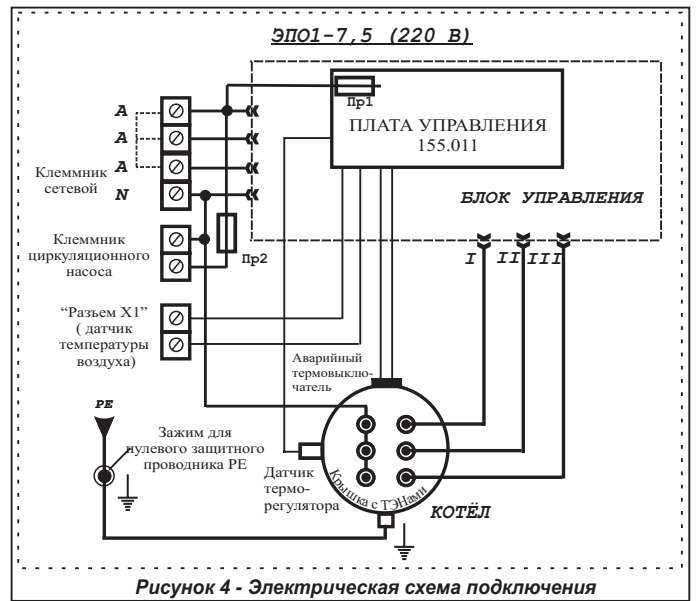 ЭПО1-7,5 (220 В)
Пр1
ПЛАТА УПРАВЛЕНИЯ
155.011
А
А
А
N
Клеммник
сетевой
БЛОК УПРАВЛЕНИЯ
Клеммник
циркуляционного
насоса
Пр2
I
II
III
“Разъем X1”
( датчик
температуры
воздуха)
Аварийный
термовыклю-
чатель
PE
Зажим для
нулевого защитного
проводника PE
Датчик
термо-
регулятора
Крышка с ТЭНами
КОТЁЛ
Рисунок 4 - Электрическая схема подключения